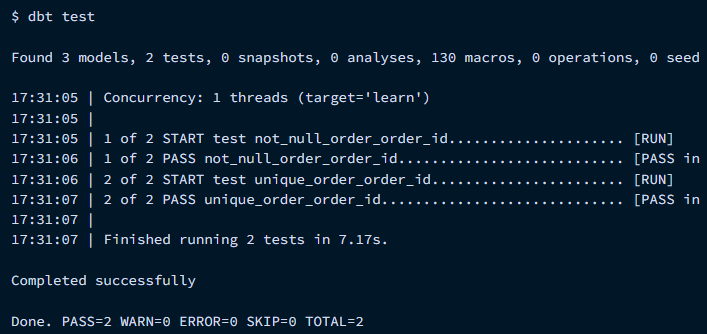 $ dbt test
Found 3 models, 2 tests, 0 snapshots, 0 analyses, 130 macros, 0 operations, 0 seed
17:31:05 | Concurrency: 1 threads (target='learn')
17:31:05 |
17:31:05 | 1 of 2 START test not_null_order_order_id..................... [RUN]
17:31:06 | 1 of 2 PASS not_null_order_order_id........................... [PASS in
17:31:06 | 2 of 2 START test unique_order_order_id....................... [RUN]
17:31:07 | 2 of 2 PASS unique_order_order_id............................. [PASS in
17:31:07 |
17:31:07 | Finished running 2 tests in 7.17s.
Completed successfully
Done. PASS=2 WARN=0 ERROR=0 SKIP=0 TOTAL=2